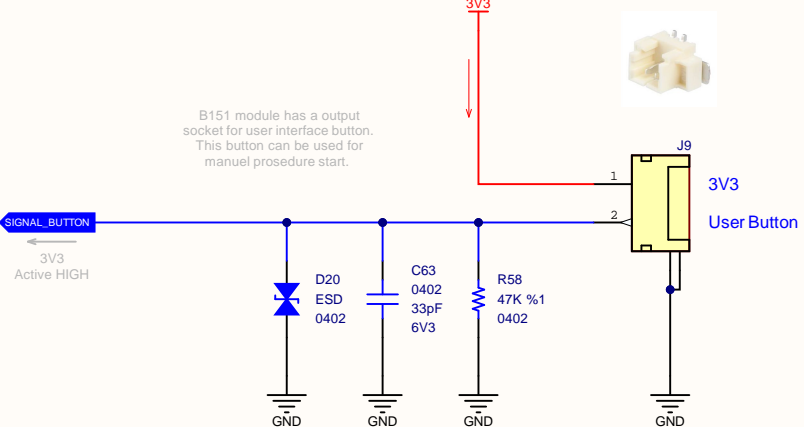 3V3
B151 module has a output
socket for user interface button.
This button can be used for
manuel prosedure start.
J9
1
3V3
2
User Button
SIGNAL_BUTTON
3V3
Active HIGH
D20
ESD
0402
C63
0402
33pF
6V3
R58
47K %1
0402
GND
GND
GND
GND